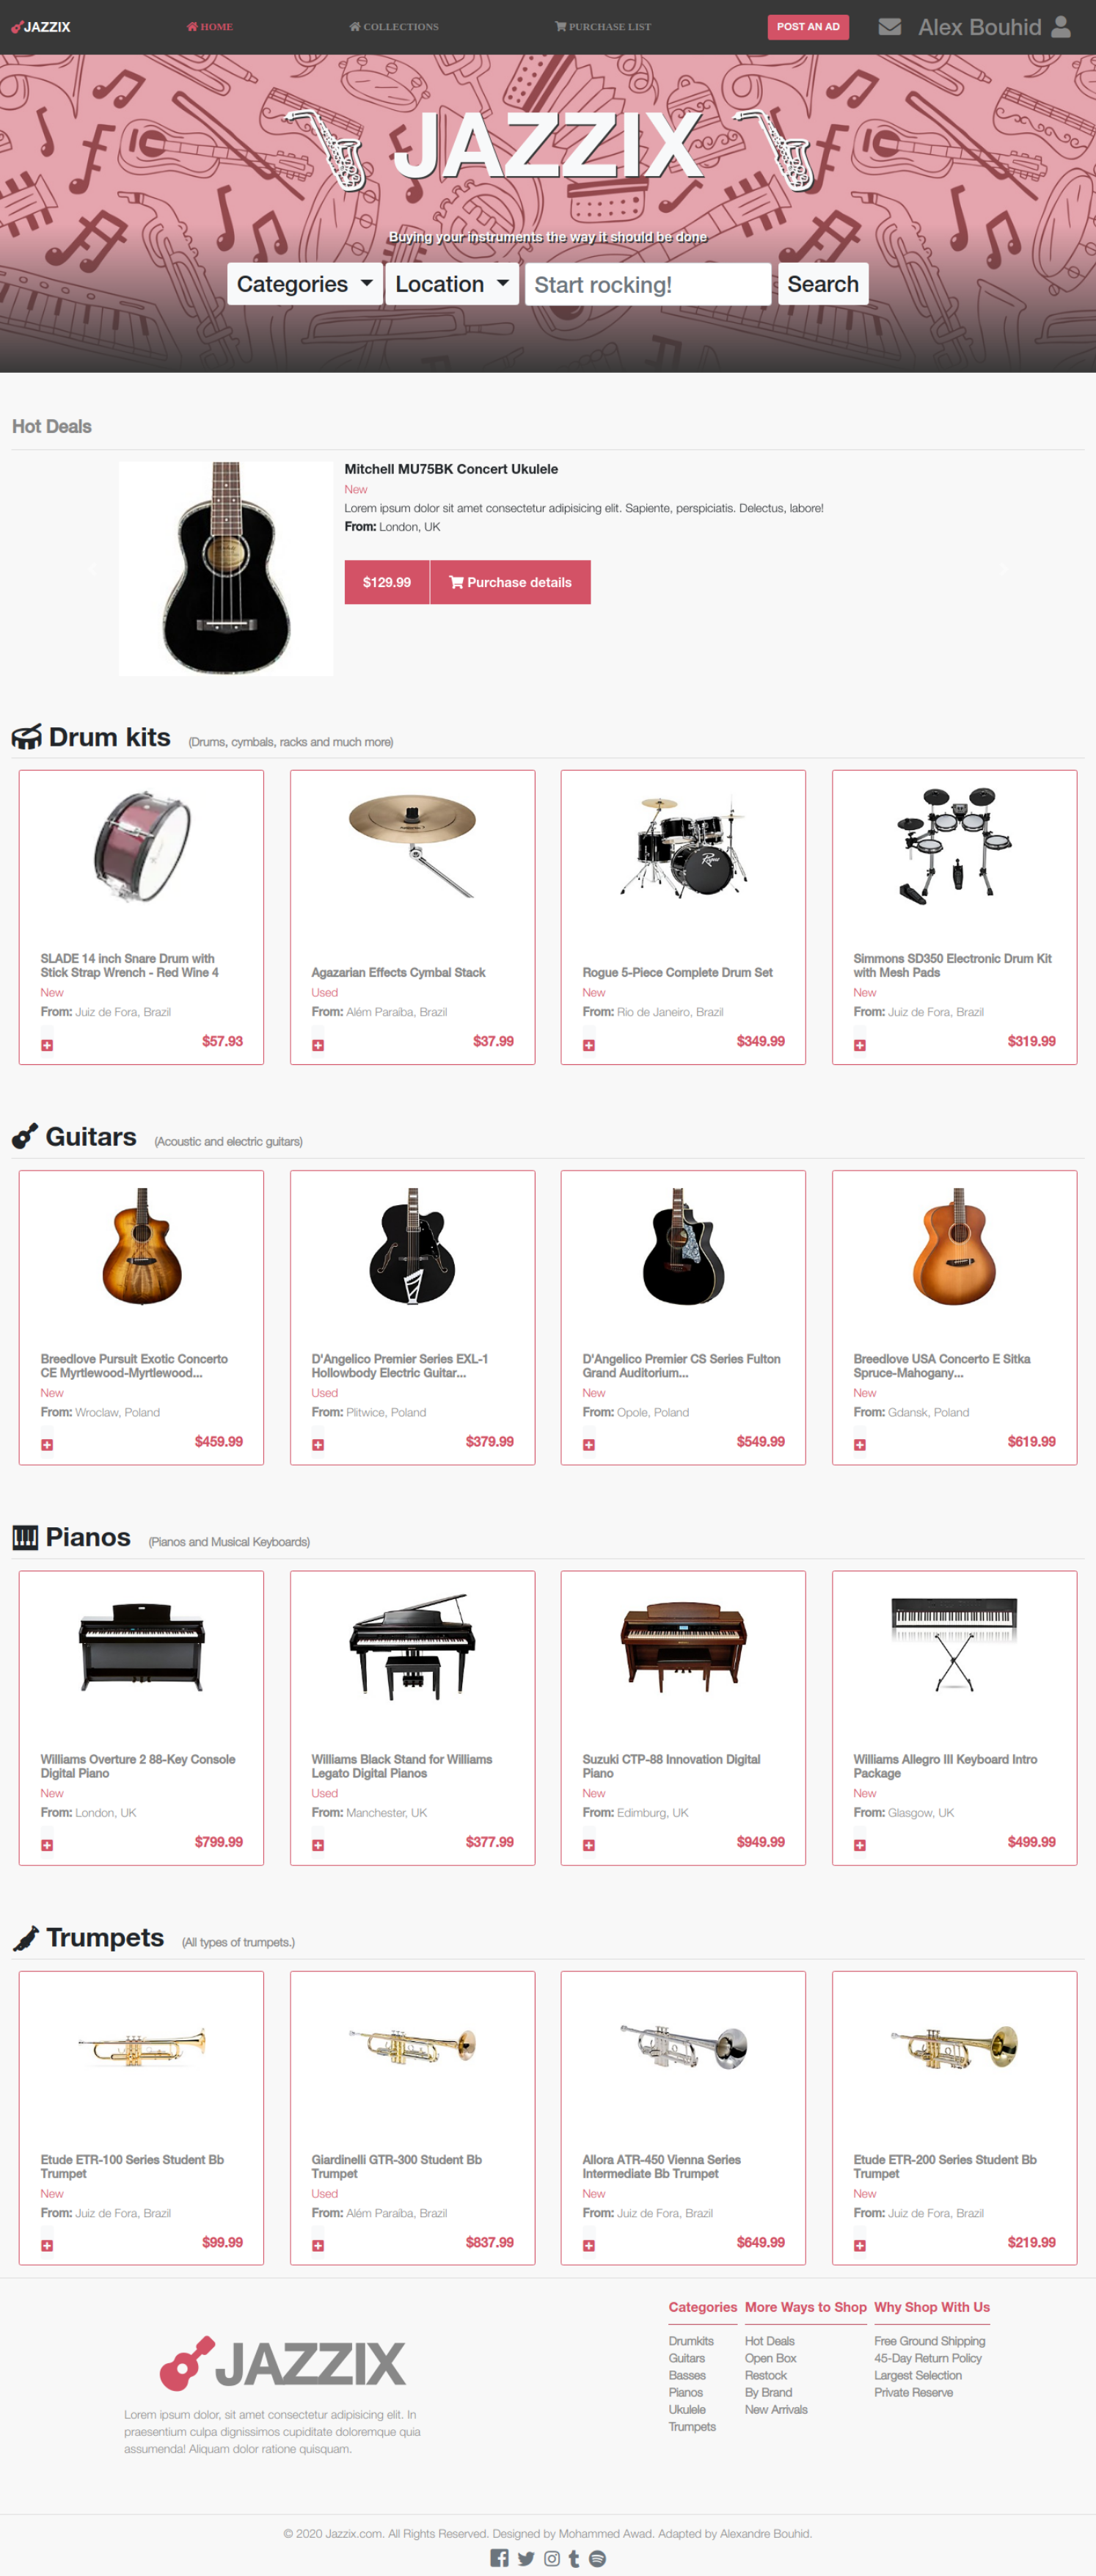 JAZZIX
HOME
COLLECTIONS
PURCHASE LIST
POST AN AD
Alex Bouhid
JAZZIX
Buying your instruments the way it should be done
Categories
Location
Start rocking!
Search
Hot Deals
Mitchell MU75BK Concert Ukulele
New
Lorem ipsum dolor sit amet consectetur adipisicing elit. Sapiente, perspiciatis. Delectus, labore!
From: London, UK
$129.99
Purchase details
Drum kits
(Drums, cymbals, racks and much more)
SLADE 14 inch Snare Drum with
Stick Strap Wrench - Red Wine 4
New
From: Juiz de Fora, Brazil
$57.93
Agazarian Effects Cymbal Stack
Used
From: Além Paraíba, Brazil
$37.99
Rogue
Rogue 5-Piece Complete Drum Set
New
From: Rio de Janeiro, Brazil
$349.99
Simmons SD350 Electronic Drum Kit
with Mesh Pads
New
From: Juiz de Fora, Brazil
$319.99
Guitars
(Acoustic and electric guitars)
Breedlove Pursuit Exotic Concerto
CE Myrtlewood-Myrtlewood...
New
From: Wroclaw, Poland
$459.99
D'Angelico Premier Series EXL-1
Hollowbody Electric Guitar...
Used
From: Plitwice, Poland
$379.99
D'Angelico Premier CS Series Fulton
Grand Auditorium...
New
From: Opole, Poland
$549.99
Breedlove USA Concerto E Sitka
Spruce-Mahogany...
New
From: Gdansk, Poland
$619.99
Pianos
(Pianos and Musical Keyboards)
Williams Overture 2 88-Key Console
Digital Piano
New
From: London, UK
$799.99
Williams Black Stand for Williams
Legato Digital Pianos
Used
From: Manchester, UK
$377.99
Suzuki CTP-88 Innovation Digital
Piano
New
From: Edimburg, UK
$949.99
Williams Allegro III Keyboard Intro
Package
New
From: Glasgow, UK
$499.99
Trumpets
(All types of trumpets.)
Etude ETR-100 Series Student Bb
Trumpet
New
From: Juiz de Fora, Brazil
$99.99
Giardinelli GTR-300 Student Bb
Trumpet
Used
From: Além Paraíba, Brazil
$837.99
Allora ATR-450 Vienna Series
Intermediate Bb Trumpet
New
From: Juiz de Fora, Brazil
$649.99
Etude ETR-200 Series Student Bb
Trumpet
New
From: Juiz de Fora, Brazil
$219.99
JAZZIX
Lorem ipsum dolor, sit amet consectetur adipisicing elit. In
praesentium culpa dignissimos cupiditate doloremque quia
assumenda! Aliquam dolor ratione quisquam.
Categories
Drumkits
Guitars
Basses
Pianos
Ukulele
Trumpets
More Ways to Shop
Hot Deals
Open Box
Restock
By Brand
New Arrivals
Why Shop With Us
Free Ground Shipping
45-Day Return Policy
Largest Selection
Private Reserve
© 2020 Jazzix.com. All Rights Reserved. Designed by Mohammed Awad. Adapted by Alexandre Bouhid.